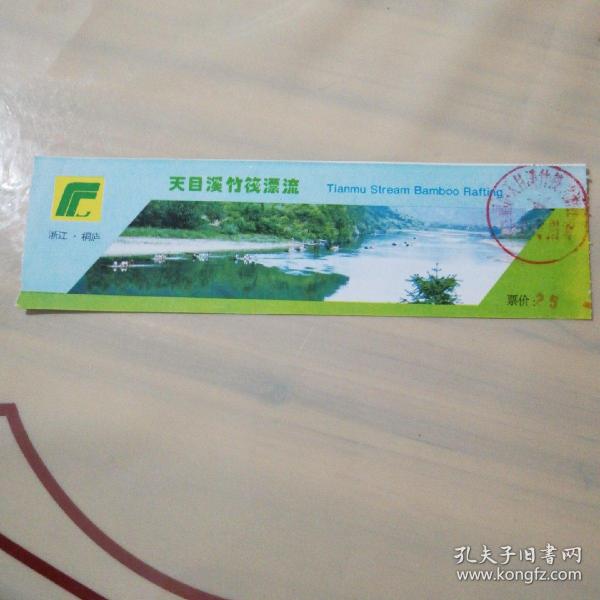 天目溪竹筏漂流
Tianmu Stream Bamboo Rafting
浙江·桐庐
票价：25
孔夫子旧书网
www.kongfz.com